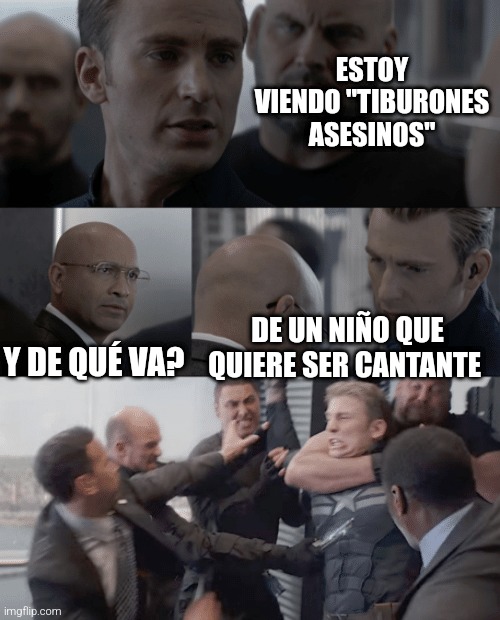 ESTOY
VIENDO "TIBURONES
ASESINOS"
Y DE QUÉ VA?
DE UN NIÑO QUE
QUIERE SER CANTANTE
imgflip.com